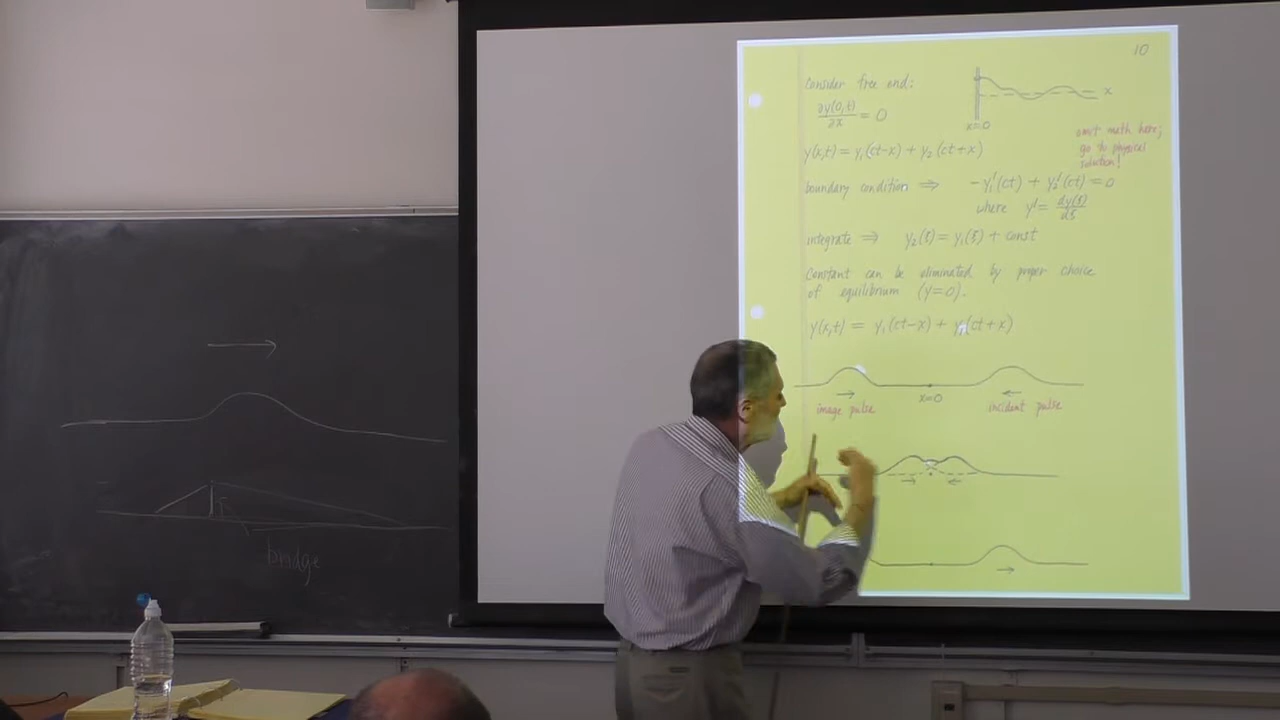 10
Consider free end:
∂y(0,t)/∂x = 0
x
x=0
omit math here;
go to physical
solution!
y(x,t) = y₁(ct-x) + y₂(ct+x)
boundary condition ⇒ -y₁'(ct) + y₂'(ct) = 0
where y' = dy(ξ)/dξ
integrate ⇒ y₂(ξ) = y₁(ξ) + const
Constant can be eliminated by proper choice
of equilibrium (y=0).
y(x,t) = y₁(ct-x) + y₁(ct+x)
x=0
image pulse
incident pulse
bridge